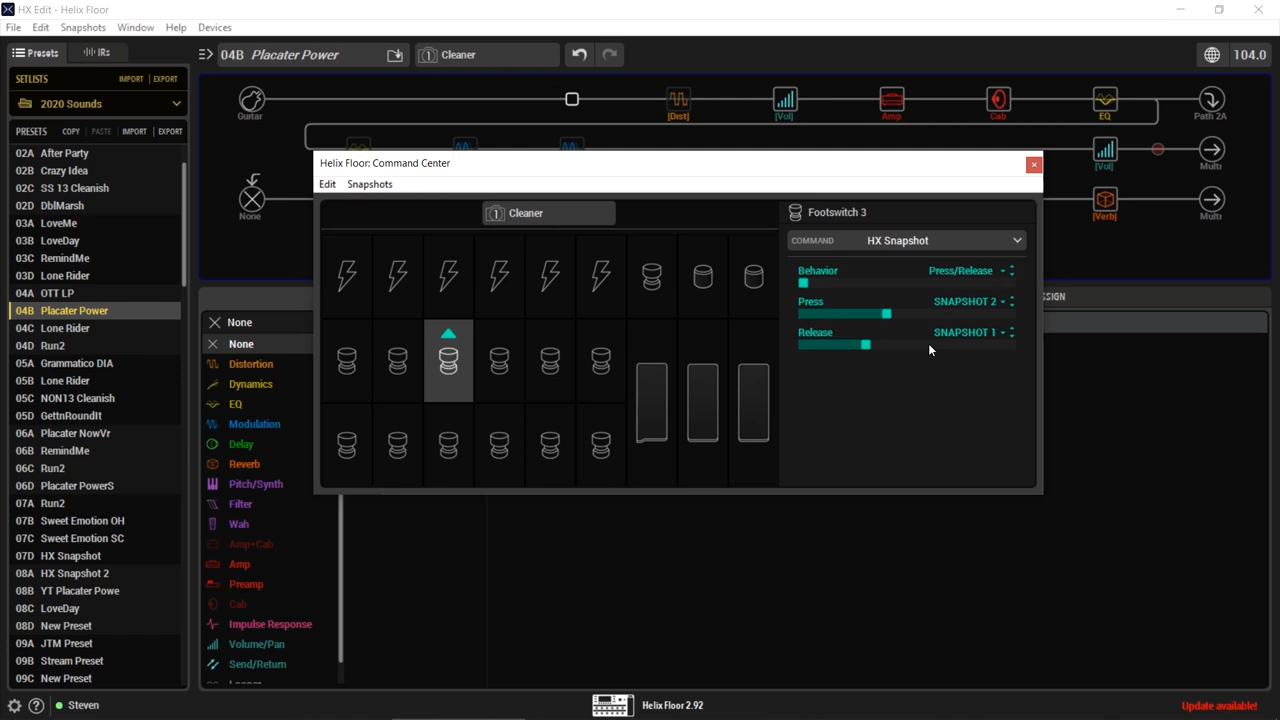 HX Edit - Helix Floor
File Edit Snapshots Window Help Devices
Presets IRs
04B Placater Power
1 Cleaner
104.0
SETLISTS IMPORT | EXPORT
2020 Sounds
PRESETS COPY PASTE IMPORT EXPORT
02A After Party
02B Crazy Idea
02C SS 13 Cleanish
02D DblMarsh
03A LoveMe
03B LoveDay
03C RemindMe
03D Lone Rider
04A OTT LP
04B Placater Power
04C Lone Rider
04D Run2
05A Grammatico DIA
05B Lone Rider
05C NON13 Cleanish
05D GettnRoundIt
06A Placater NowVr
06B RemindMe
06C Run2
06D Placater PowerS
07A Run2
07B Sweet Emotion OH
07C Sweet Emotion SC
07D HX Snapshot
08A HX Snapshot 2
08B YT Placater Powe
08C LoveDay
08D New Preset
09A JTM Preset
09B Stream Preset
09C New Preset
Guitar
[Dist]
[Vol]
Amp
Cab
EQ
Path 2A
[Vol]
Multi
None
[Verb]
Multi
Helix Floor: Command Center
Edit Snapshots
1 Cleaner
Footswitch 3
COMMAND HX Snapshot
Behavior Press/Release
Press SNAPSHOT 2
Release SNAPSHOT 1
None
None
Distortion
Dynamics
EQ
Modulation
Delay
Reverb
Pitch/Synth
Filter
Wah
Amp+Cab
Amp
Preamp
Cab
Impulse Response
Volume/Pan
Send/Return
Steven
Helix Floor 2.92
Update available!